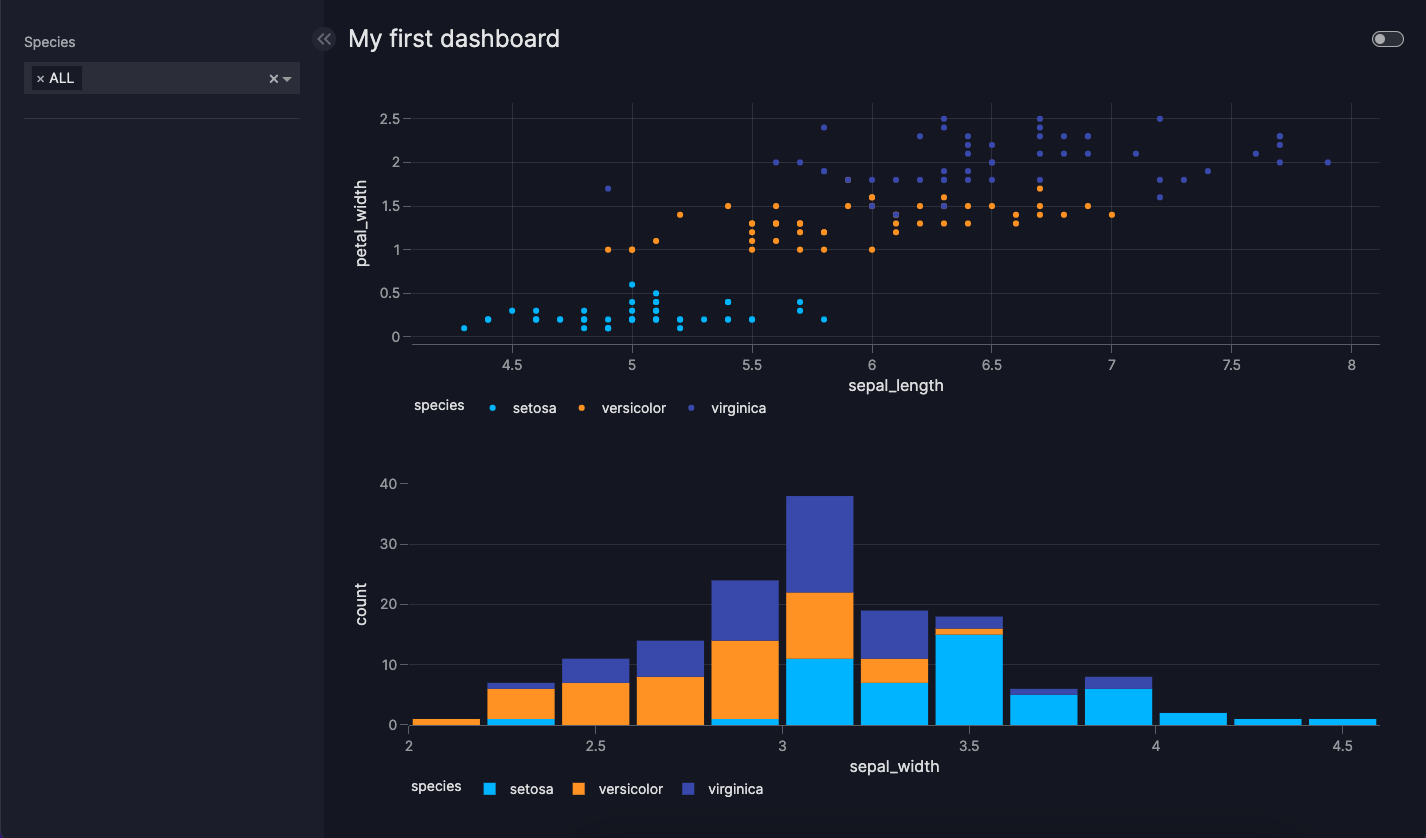 Species
× ALL
My first dashboard
2.5
2
1.5
1
0.5
0
petal_width
4.5 5 5.5 6 6.5 7 7.5 8
sepal_length
species setosa versicolor virginica
40
30
20
10
0
count
2 2.5 3 3.5 4 4.5
sepal_width
species setosa versicolor virginica